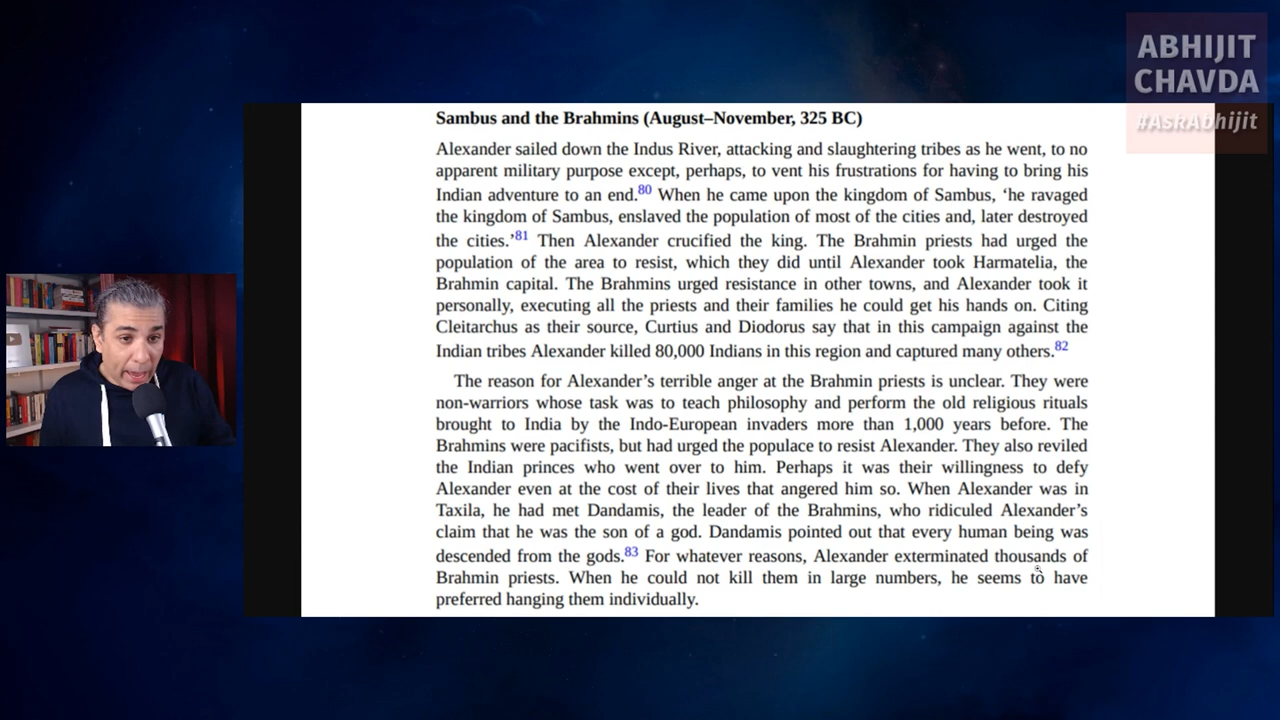 ABHIJIT
CHAVDA
#AskAbhijit
Sambus and the Brahmins (August–November, 325 BC)
Alexander sailed down the Indus River, attacking and slaughtering tribes as he went, to no
apparent military purpose except, perhaps, to vent his frustrations for having to bring his
Indian adventure to an end.80 When he came upon the kingdom of Sambus, ‘he ravaged
the kingdom of Sambus, enslaved the population of most of the cities and, later destroyed
the cities.’81 Then Alexander crucified the king. The Brahmin priests had urged the
population of the area to resist, which they did until Alexander took Harmatelia, the
Brahmin capital. The Brahmins urged resistance in other towns, and Alexander took it
personally, executing all the priests and their families he could get his hands on. Citing
Cleitarchus as their source, Curtius and Diodorus say that in this campaign against the
Indian tribes Alexander killed 80,000 Indians in this region and captured many others.82
The reason for Alexander’s terrible anger at the Brahmin priests is unclear. They were
non-warriors whose task was to teach philosophy and perform the old religious rituals
brought to India by the Indo-European invaders more than 1,000 years before. The
Brahmins were pacifists, but had urged the populace to resist Alexander. They also reviled
the Indian princes who went over to him. Perhaps it was their willingness to defy
Alexander even at the cost of their lives that angered him so. When Alexander was in
Taxila, he had met Dandamis, the leader of the Brahmins, who ridiculed Alexander’s
claim that he was the son of a god. Dandamis pointed out that every human being was
descended from the gods.83 For whatever reasons, Alexander exterminated thousands of
Brahmin priests. When he could not kill them in large numbers, he seems to have
preferred hanging them individually.